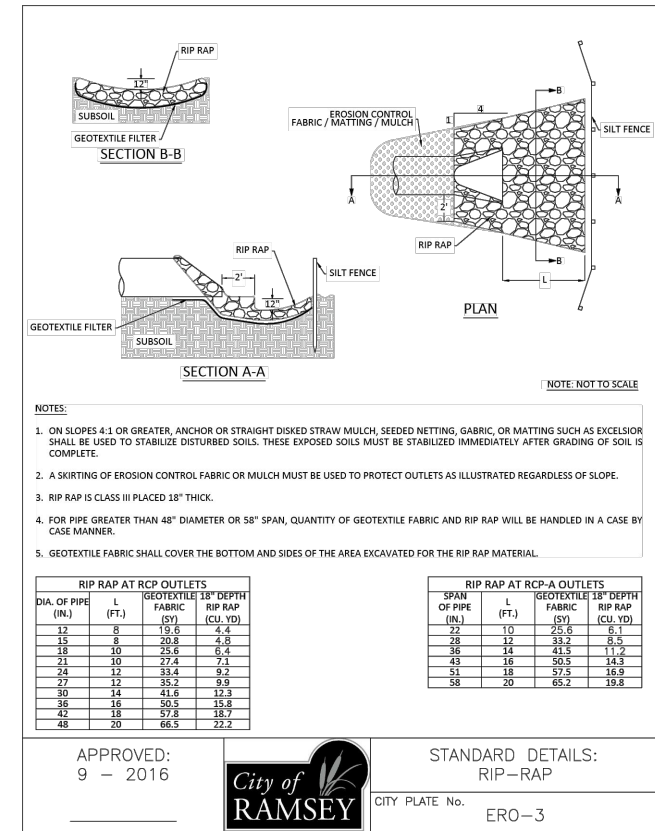 RIP RAP
12"
SUBSOIL
GEOTEXTILE FILTER
SECTION B-B
EROSION CONTROL
FABRIC / MATTING / MULCH
1
4
B
SILT FENCE
A
A
2'
RIP RAP
B
L
PLAN
RIP RAP
2'
SILT FENCE
12"
GEOTEXTILE FILTER
SUBSOIL
SECTION A-A
NOTE: NOT TO SCALE
NOTES:
1. ON SLOPES 4:1 OR GREATER, ANCHOR OR STRAIGHT DISKED STRAW MULCH, SEEDED NETTING, GABRIC, OR MATTING SUCH AS EXCELSIOR
SHALL BE USED TO STABILIZE DISTURBED SOILS. THESE EXPOSED SOILS MUST BE STABILIZED IMMEDIATELY AFTER GRADING OF SOIL IS
COMPLETE.
2. A SKIRTING OF EROSION CONTROL FABRIC OR MULCH MUST BE USED TO PROTECT OUTLETS AS ILLUSTRATED REGARDLESS OF SLOPE.
3. RIP RAP IS CLASS III PLACED 18" THICK.
4. FOR PIPE GREATER THAN 48" DIAMETER OR 58" SPAN, QUANTITY OF GEOTEXTILE FABRIC AND RIP RAP WILL BE HANDLED IN A CASE BY
CASE MANNER.
5. GEOTEXTILE FABRIC SHALL COVER THE BOTTOM AND SIDES OF THE AREA EXCAVATED FOR THE RIP RAP MATERIAL.
RIP RAP AT RCP OUTLETS
DIA. OF PIPE (IN.) L (FT.) GEOTEXTILE FABRIC (SY) 18" DEPTH RIP RAP (CU. YD)
12 8 19.6 4.4
15 8 20.8 4.8
18 10 25.6 6.4
21 10 27.4 7.1
24 12 33.4 9.2
27 12 35.2 9.9
30 14 41.6 12.3
36 16 50.5 15.8
42 18 57.8 18.7
48 20 66.5 22.2
RIP RAP AT RCP-A OUTLETS
SPAN OF PIPE (IN.) L (FT.) GEOTEXTILE FABRIC (SY) 18" DEPTH RIP RAP (CU. YD)
22 10 25.6 6.1
28 12 33.2 8.5
36 14 41.5 11.2
43 16 50.5 14.3
51 18 57.5 16.9
58 20 65.2 19.8
APPROVED:
9 - 2016
City of
RAMSEY
STANDARD DETAILS:
RIP-RAP
CITY PLATE No.
ERO-3